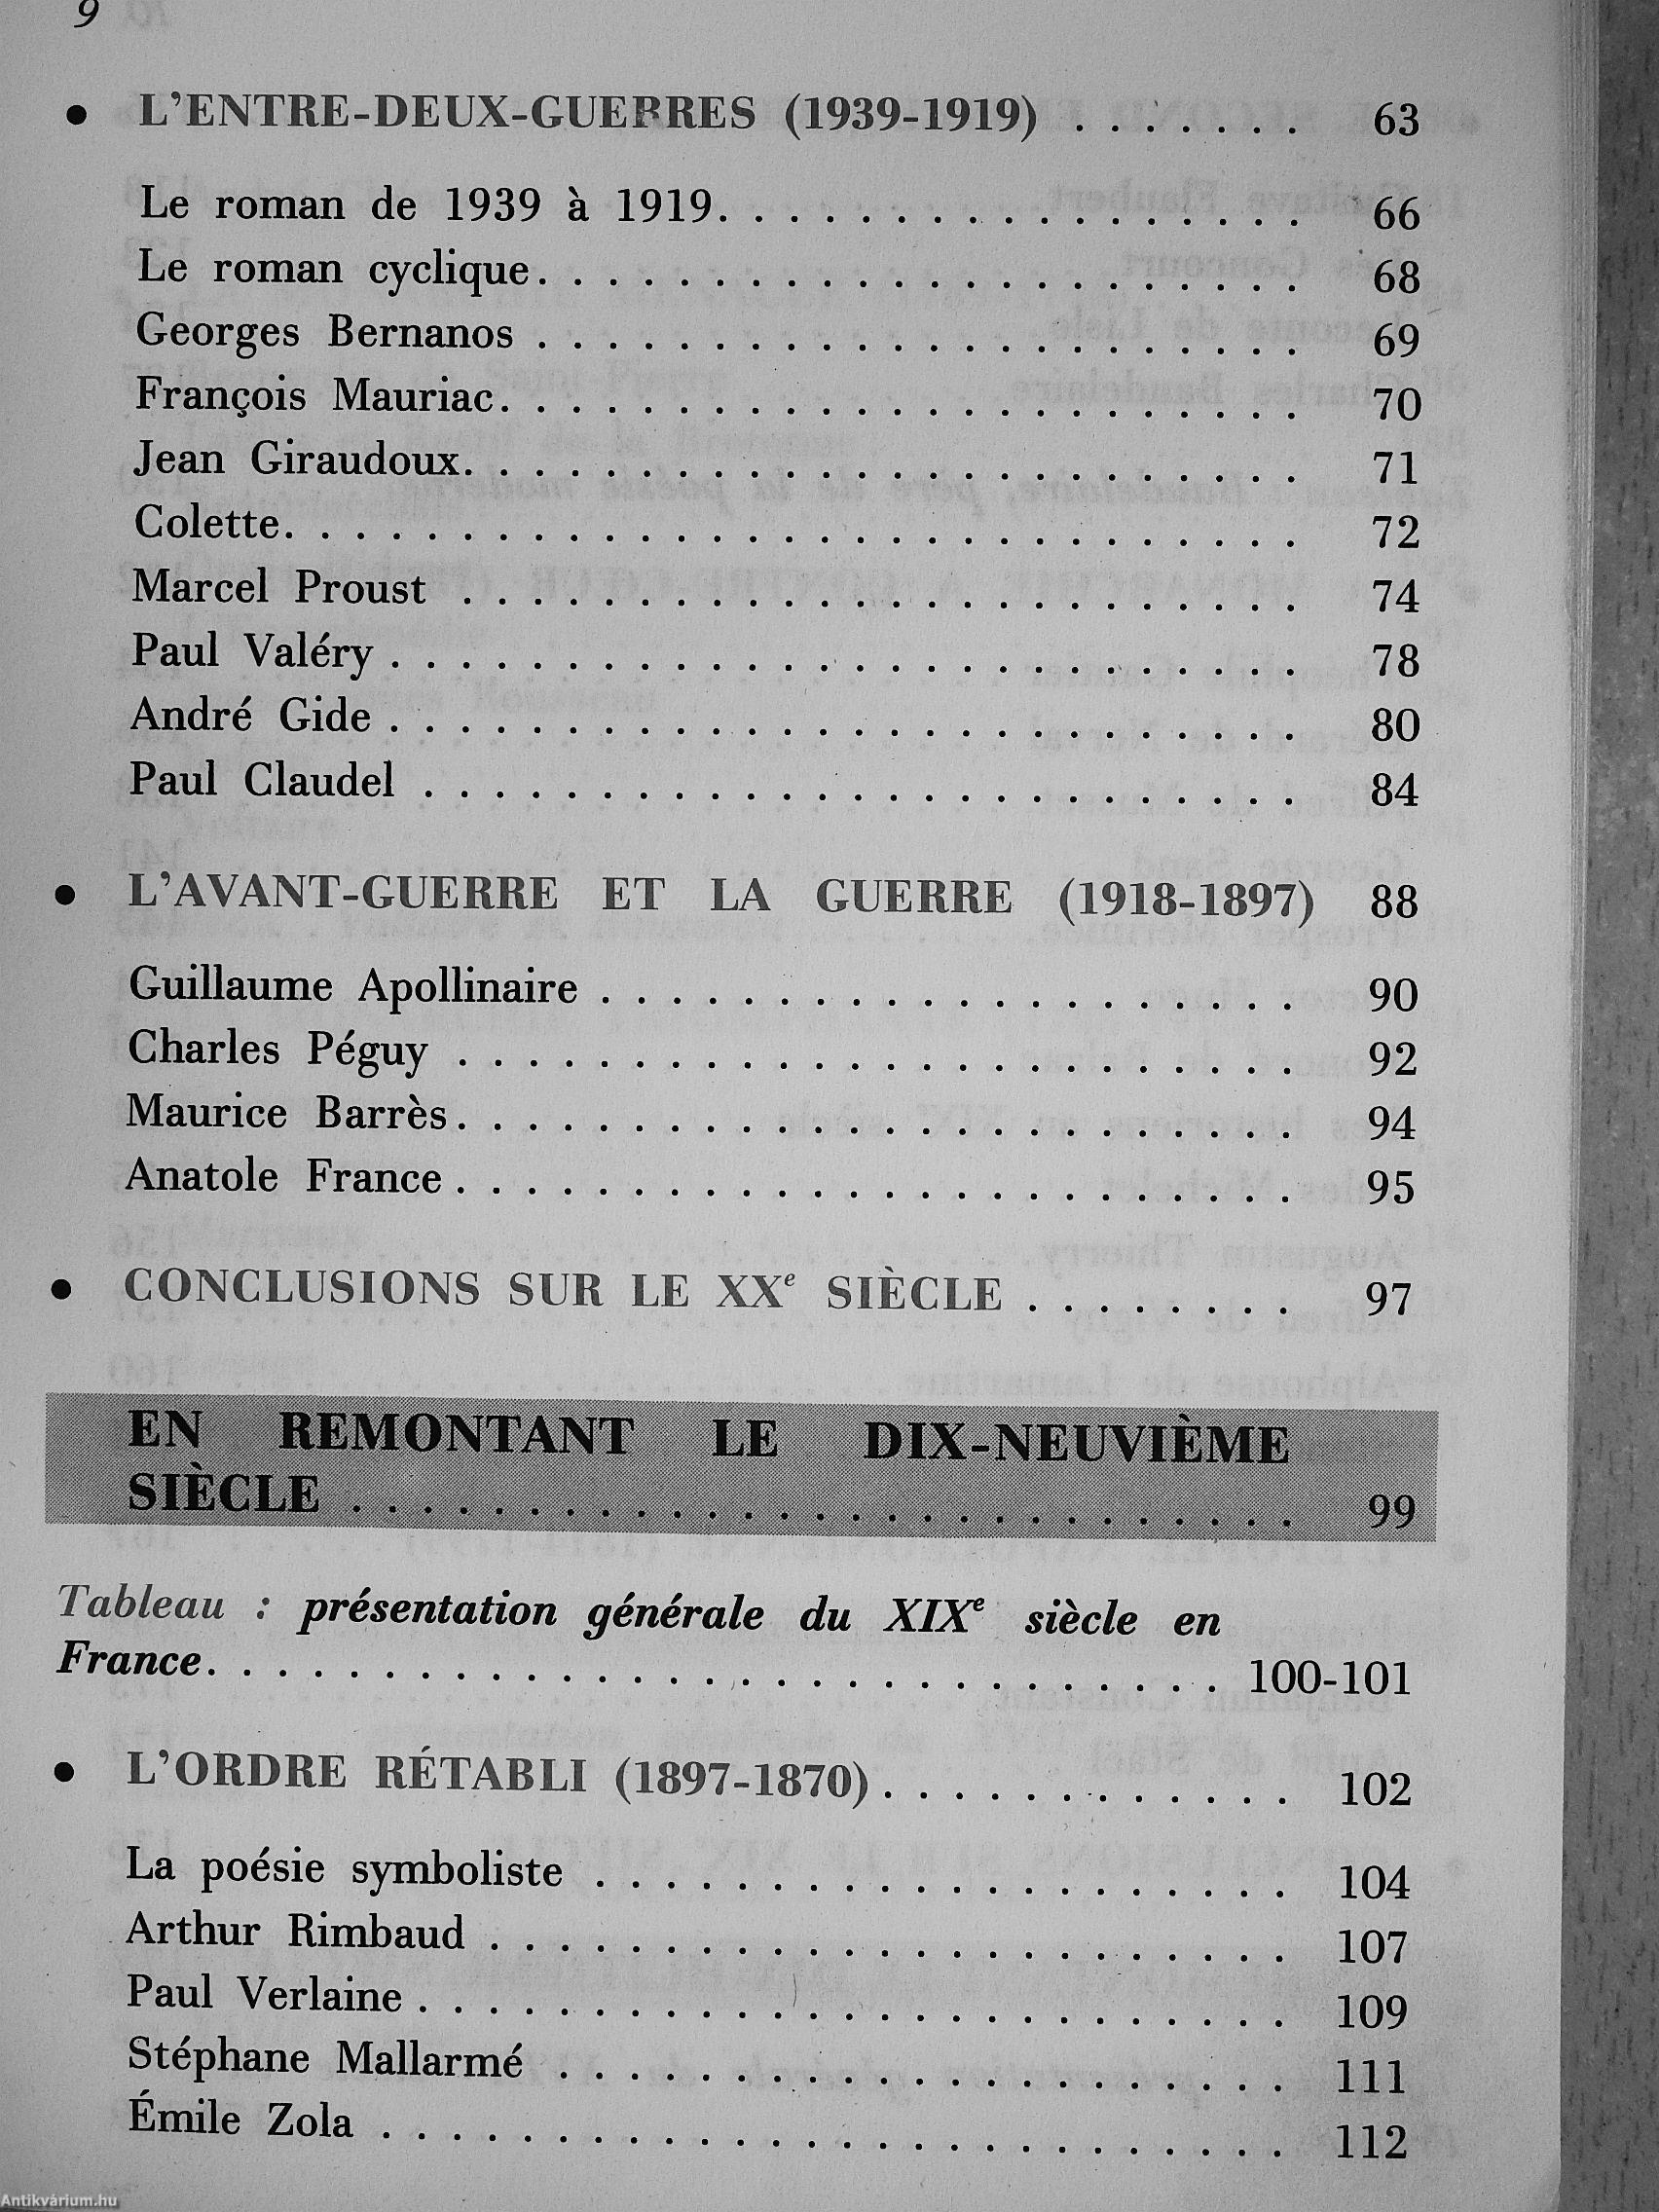 9
• L'ENTRE-DEUX-GUERRES (1939-1919) . . . . . . . 63
Le roman de 1939 à 1919. . . . . . . . . . . . . . . . . 66
Le roman cyclique. . . . . . . . . . . . . . . . . . . . . . 68
Georges Bernanos . . . . . . . . . . . . . . . . . . . . . . 69
François Mauriac. . . . . . . . . . . . . . . . . . . . . . . 70
Jean Giraudoux. . . . . . . . . . . . . . . . . . . . . . . . 71
Colette. . . . . . . . . . . . . . . . . . . . . . . . . . . . . 72
Marcel Proust . . . . . . . . . . . . . . . . . . . . . . . . 74
Paul Valéry . . . . . . . . . . . . . . . . . . . . . . . . . . 78
André Gide . . . . . . . . . . . . . . . . . . . . . . . . . . 80
Paul Claudel . . . . . . . . . . . . . . . . . . . . . . . . . 84
• L'AVANT-GUERRE ET LA GUERRE (1918-1897) 88
Guillaume Apollinaire . . . . . . . . . . . . . . . . . . . . 90
Charles Péguy . . . . . . . . . . . . . . . . . . . . . . . . 92
Maurice Barrès. . . . . . . . . . . . . . . . . . . . . . . . 94
Anatole France . . . . . . . . . . . . . . . . . . . . . . . . 95
• CONCLUSIONS SUR LE XXe SIÈCLE . . . . . . . . 97
EN REMONTANT LE DIX-NEUVIÈME
SIÈCLE . . . . . . . . . . . . . . . . . . . . . . . . . . . 99
Tableau : présentation générale du XIXe siècle en
France. . . . . . . . . . . . . . . . . . . . . . . . . . . . . 100-101
• L'ORDRE RÉTABLI (1897-1870) . . . . . . . . . . . . 102
La poésie symboliste . . . . . . . . . . . . . . . . . . . . 104
Arthur Rimbaud . . . . . . . . . . . . . . . . . . . . . . . 107
Paul Verlaine . . . . . . . . . . . . . . . . . . . . . . . . . 109
Stéphane Mallarmé . . . . . . . . . . . . . . . . . . . . . 111
Émile Zola . . . . . . . . . . . . . . . . . . . . . . . . . . 112
Antikvárium.hu